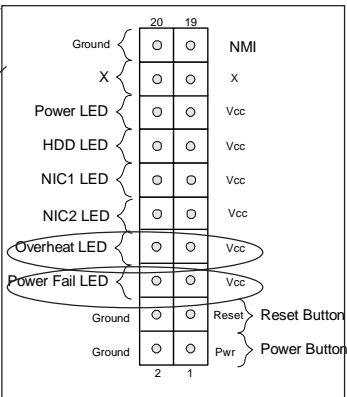 20 19
Ground NMI
X X
Power LED Vcc
HDD LED Vcc
NIC1 LED Vcc
NIC2 LED Vcc
Overheat LED Vcc
Power Fail LED Vcc
Ground Reset Reset Button
Ground Pwr Power Button
2 1